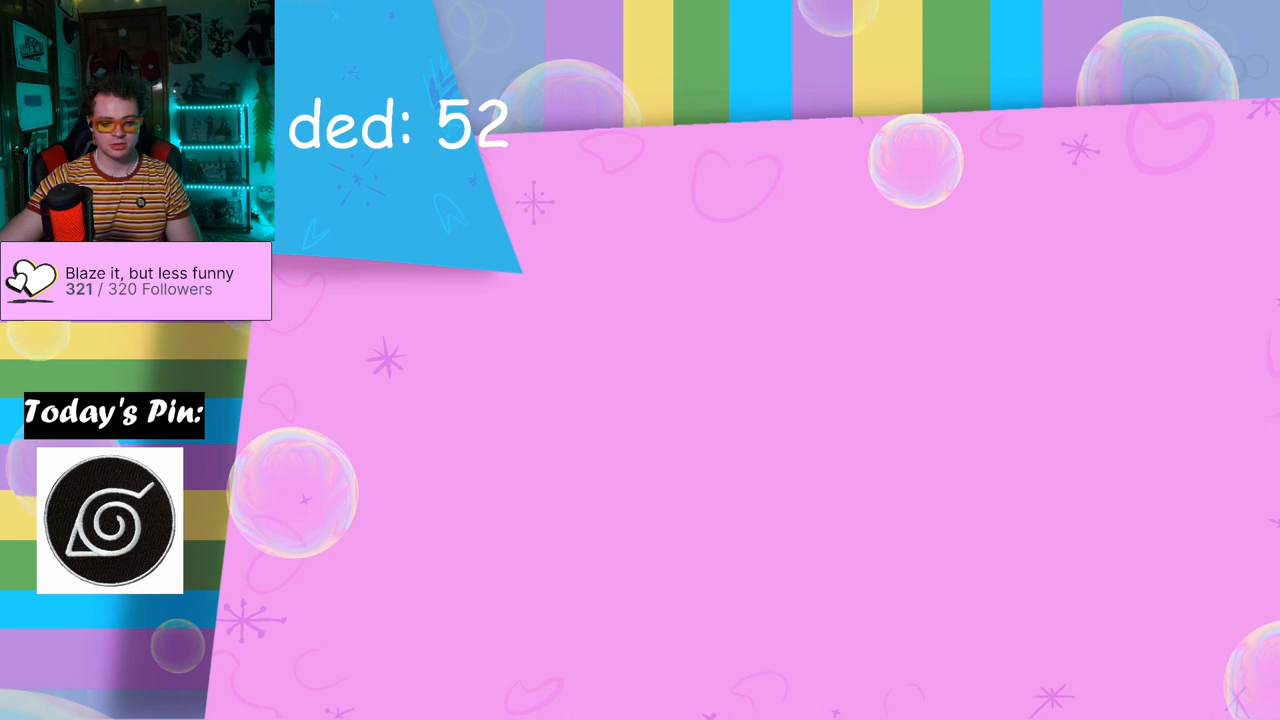 ded: 52
Blaze it, but less funny
321 / 320 Followers
Today's Pin: